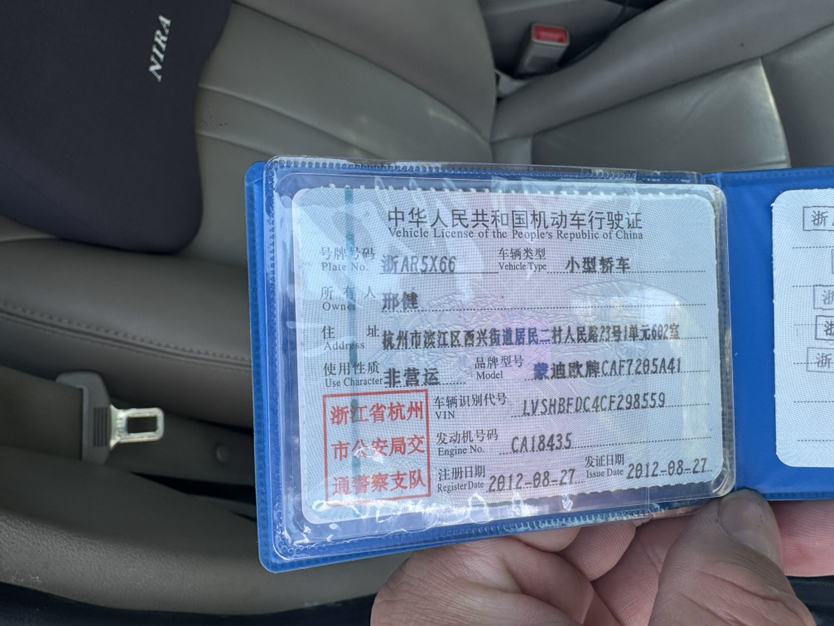 NIRA
中华人民共和国机动车行驶证
Vehicle License of the People's Republic of China
号牌号码 浙AR5X66 车辆类型 小型轿车
Plate No. Vehicle Type
所有人 邢健
Owner
住址 杭州市滨江区西兴街道居民二村人民路23号1单元602室
Address
使用性质 非营运 品牌型号 蒙迪欧牌CAF7205A41
Use Character Model
浙江省杭州
市公安局交
通警察支队
车辆识别代号 LVSHBFDC4CF298559
VIN
发动机号码 CA18435
Engine No.
注册日期 2012-08-27 发证日期 2012-08-27
Register Date Issue Date
浙
浙
浙
浙